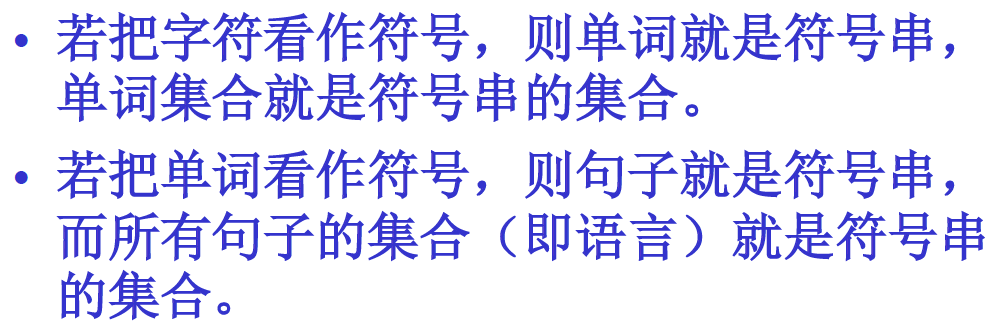 • 若把字符看作符号，则单词就是符号串，
单词集合就是符号串的集合。
• 若把单词看作符号，则句子就是符号串，
而所有句子的集合（即语言）就是符号串
的集合。